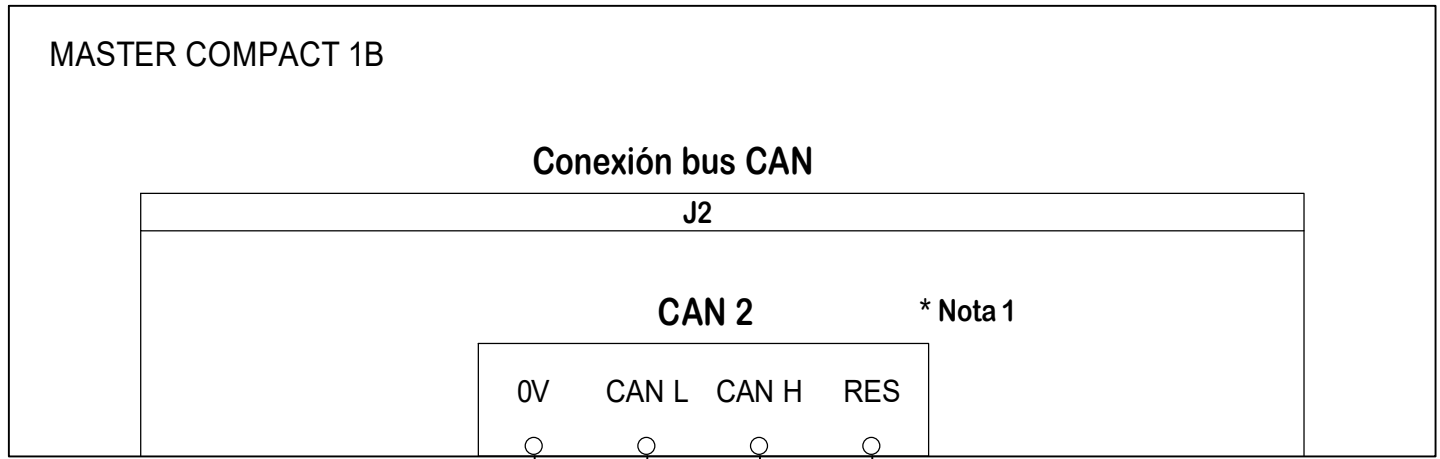 MASTER COMPACT 1B
Conexión bus CAN
J2
CAN 2 * Nota 1
0V CAN L CAN H RES